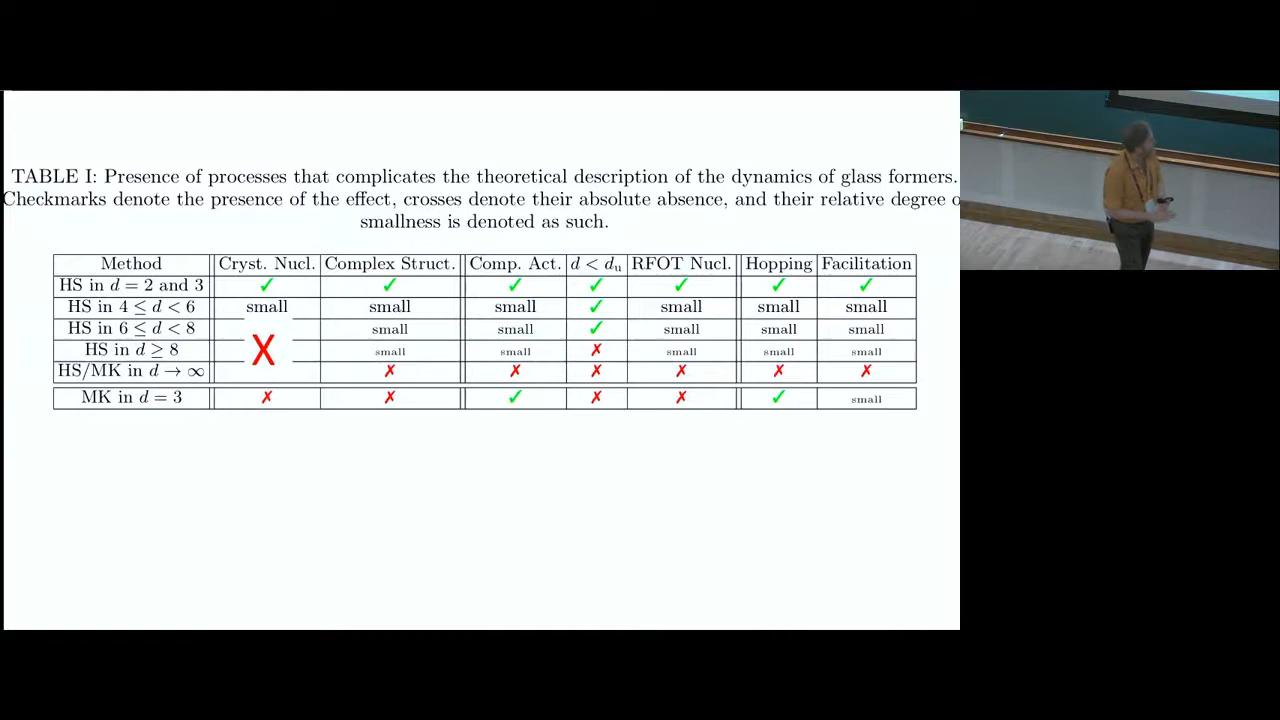 TABLE I: Presence of processes that complicates the theoretical description of the dynamics of glass formers.
Checkmarks denote the presence of the effect, crosses denote their absolute absence, and their relative degree o
smallness is denoted as such.
Method Cryst. Nucl. Complex Struct. Comp. Act. d < d_u RFOT Nucl. Hopping Facilitation
HS in d = 2 and 3 ✓ ✓ ✓ ✓ ✓ ✓ ✓
HS in 4 ≤ d < 6 small small small ✓ small small small
HS in 6 ≤ d < 8 small small ✓ small small small
HS in d ≥ 8 X small small ✗ small small small
HS/MK in d → ∞ ✗ ✗ ✗ ✗ ✗ ✗
MK in d = 3 ✗ ✗ ✓ ✗ ✗ ✓ small